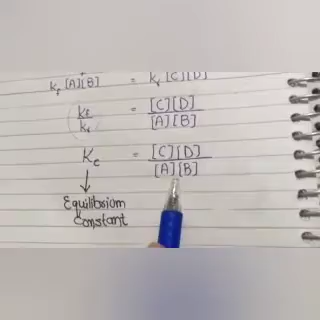 Kf [A][B] = Kr [C][D]
Kf/Kr = [C][D]/[A][B]
Kc = [C][D]/[A][B]
↓
Equilibrium
Constant